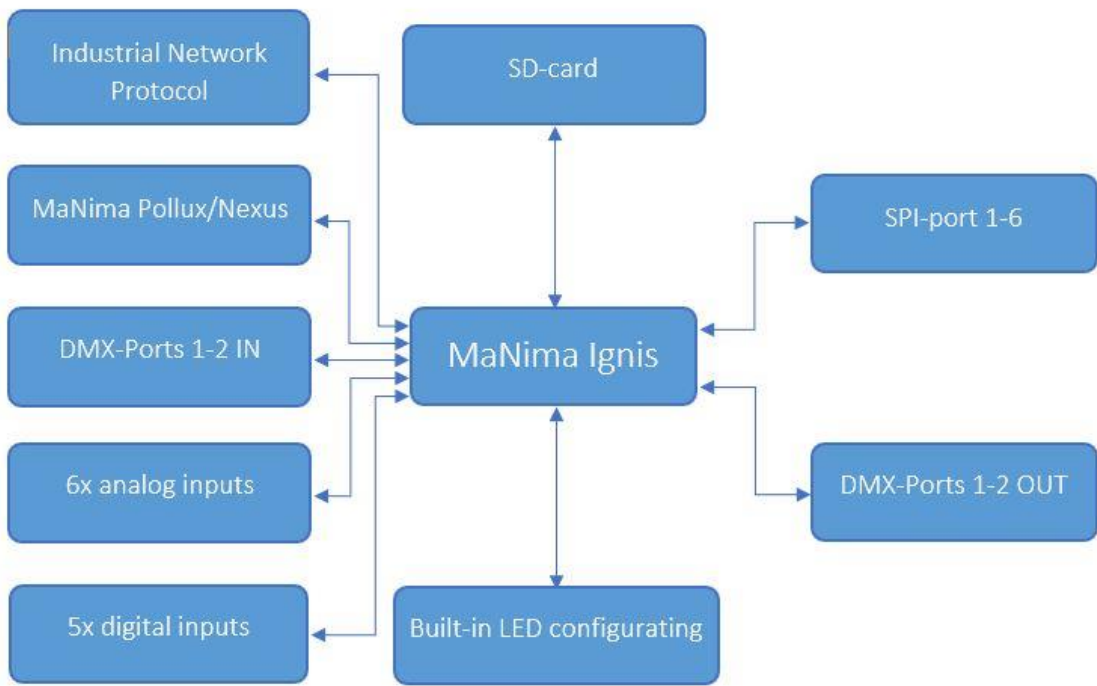 Industrial Network
Protocol
SD-card
MaNima Pollux/Nexus
SPI-port 1-6
DMX-Ports 1-2 IN
MaNima Ignis
6x analog inputs
DMX-Ports 1-2 OUT
5x digital inputs
Built-in LED configurating